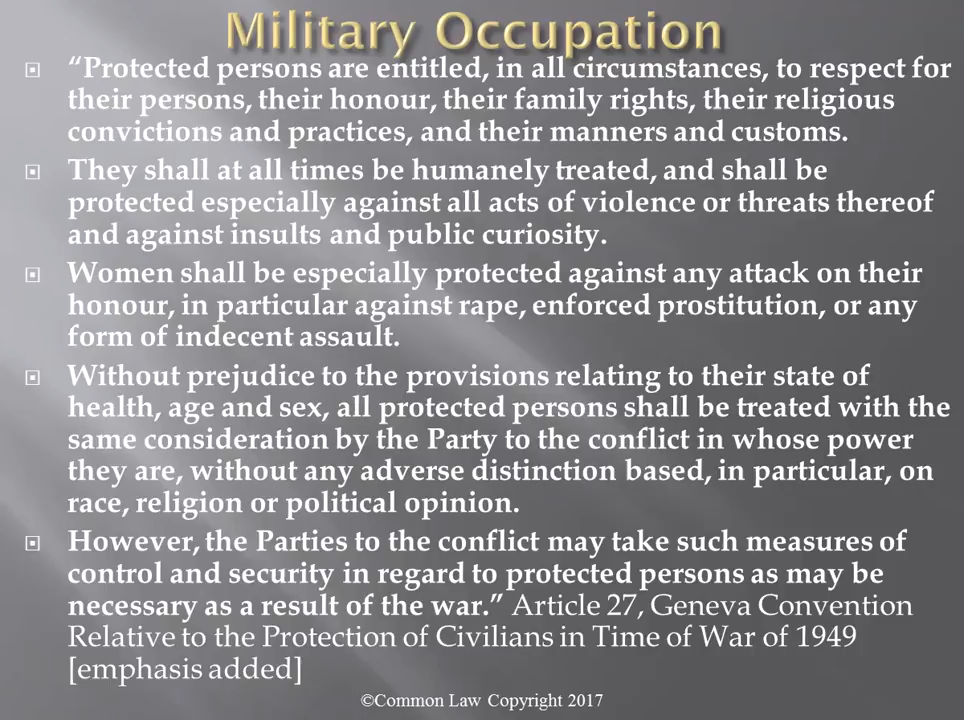 Military Occupation
“Protected persons are entitled, in all circumstances, to respect for
their persons, their honour, their family rights, their religious
convictions and practices, and their manners and customs.
They shall at all times be humanely treated, and shall be
protected especially against all acts of violence or threats thereof
and against insults and public curiosity.
Women shall be especially protected against any attack on their
honour, in particular against rape, enforced prostitution, or any
form of indecent assault.
Without prejudice to the provisions relating to their state of
health, age and sex, all protected persons shall be treated with the
same consideration by the Party to the conflict in whose power
they are, without any adverse distinction based, in particular, on
race, religion or political opinion.
However, the Parties to the conflict may take such measures of
control and security in regard to protected persons as may be
necessary as a result of the war.” Article 27, Geneva Convention
Relative to the Protection of Civilians in Time of War of 1949
[emphasis added]
©Common Law Copyright 2017